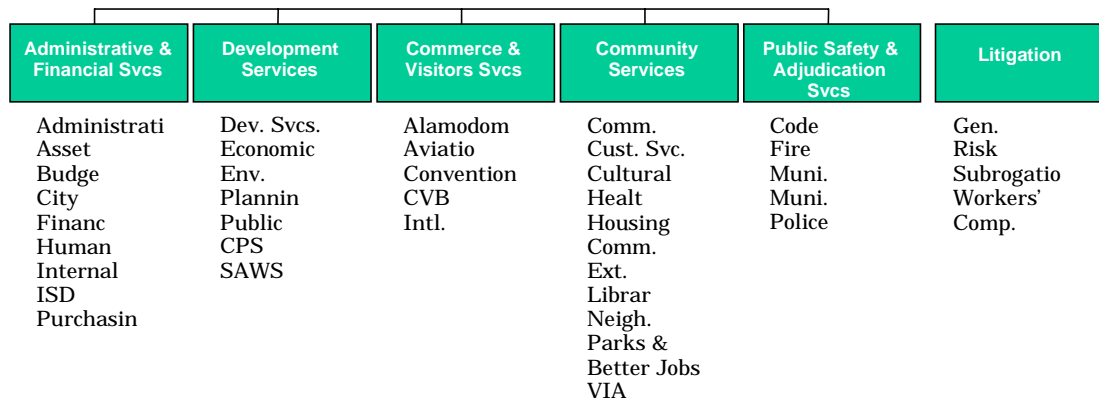 Administrative &
Financial Svcs
Administrati
Asset
Budge
City
Financ
Human
Internal
ISD
Purchasin
Development
Services
Dev. Svcs.
Economic
Env.
Plannin
Public
CPS
SAWS
Commerce &
Visitors Svcs
Alamodom
Aviatio
Convention
CVB
Intl.
Community
Services
Comm.
Cust. Svc.
Cultural
Healt
Housing
Comm.
Ext.
Librar
Neigh.
Parks &
Better Jobs
VIA
Public Safety &
Adjudication
Svcs
Code
Fire
Muni.
Muni.
Police
Litigation
Gen.
Risk
Subrogatio
Workers’
Comp.